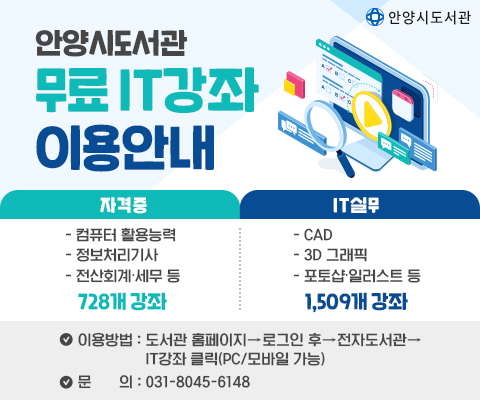 안양시도서관
안양시도서관
무료 IT강좌
이용안내
자격증
- 컴퓨터 활용능력
- 정보처리기사
- 전산회계·세무 등
728개 강좌
IT실무
- CAD
- 3D 그래픽
- 포토샵·일러스트 등
1,509개 강좌
이용방법 : 도서관 홈페이지→로그인 후→전자도서관→
IT강좌 클릭(PC/모바일 가능)
문 의 : 031-8045-6148